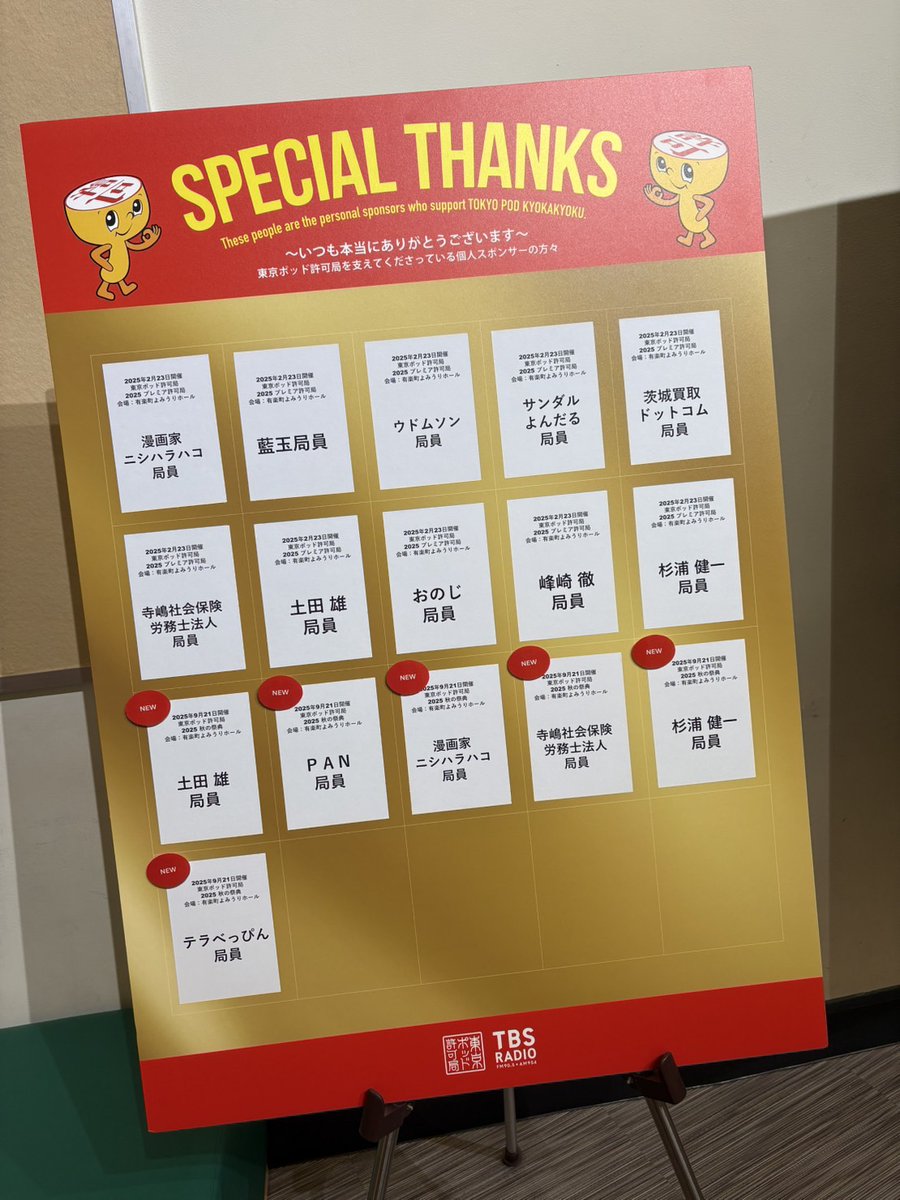 SPECIAL THANKS
These people are the personal sponsors who support TOKYO POD KYOKAKYOKU.
～いつも本当にありがとうございます～
東京ポッド許可局を支えてくださっている個人スポンサーの方々
2025年2月23日開催
東京ポッド許可局
2025 プレミア許可局
会場：有楽町よみうりホール
漫画家
ニシハラハコ
局員
2025年2月23日開催
東京ポッド許可局
2025 プレミア許可局
会場：有楽町よみうりホール
藍玉局員
2025年2月23日開催
東京ポッド許可局
2025 プレミア許可局
会場：有楽町よみうりホール
ウドムソン
局員
2025年2月23日開催
東京ポッド許可局
2025 プレミア許可局
会場：有楽町よみうりホール
サンダル
よんだる
局員
2025年2月23日開催
東京ポッド許可局
2025 プレミア許可局
会場：有楽町よみうりホール
茨城買取
ドットコム
局員
2025年2月23日開催
東京ポッド許可局
2025 プレミア許可局
会場：有楽町よみうりホール
寺嶋社会保険
労務士法人
局員
2025年2月23日開催
東京ポッド許可局
2025 プレミア許可局
会場：有楽町よみうりホール
土田 雄
局員
2025年2月23日開催
東京ポッド許可局
2025 プレミア許可局
会場：有楽町よみうりホール
おのじ
局員
2025年2月23日開催
東京ポッド許可局
2025 プレミア許可局
会場：有楽町よみうりホール
峰崎 徹
局員
2025年2月23日開催
東京ポッド許可局
2025 プレミア許可局
会場：有楽町よみうりホール
杉浦 健一
局員
NEW
2025年9月21日開催
東京ポッド許可局
2025 秋の祭典
会場：有楽町よみうりホール
土田 雄
局員
NEW
2025年9月21日開催
東京ポッド許可局
2025 秋の祭典
会場：有楽町よみうりホール
ＰＡＮ
局員
NEW
2025年9月21日開催
東京ポッド許可局
2025 秋の祭典
会場：有楽町よみうりホール
漫画家
ニシハラハコ
局員
NEW
2025年9月21日開催
東京ポッド許可局
2025 秋の祭典
会場：有楽町よみうりホール
寺嶋社会保険
労務士法人
局員
NEW
2025年9月21日開催
東京ポッド許可局
2025 秋の祭典
会場：有楽町よみうりホール
杉浦 健一
局員
NEW
2025年9月21日開催
東京ポッド許可局
2025 秋の祭典
会場：有楽町よみうりホール
テラべっぴん
局員
東京
ポッド
許可局
TBS
RADIO
FM90.5×AM954